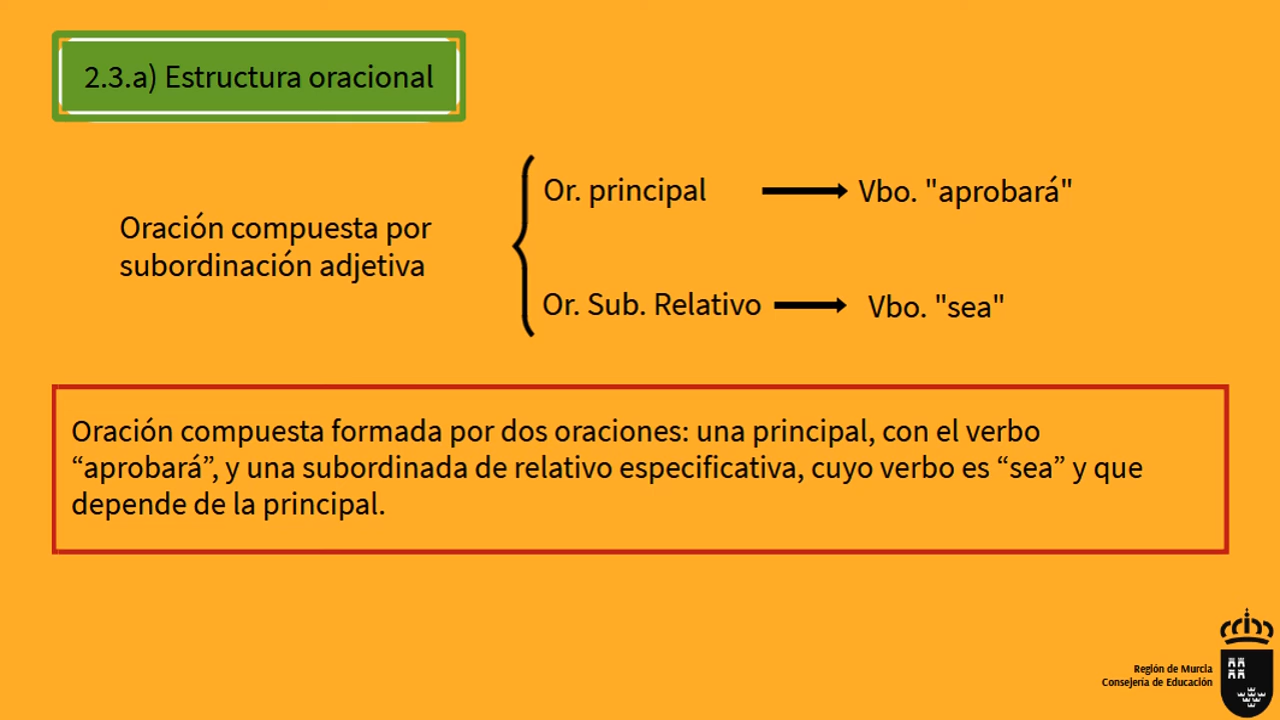 2.3.a) Estructura oracional
Oración compuesta por
subordinación adjetiva
Or. principal
Vbo. "aprobará"
Or. Sub. Relativo
Vbo. "sea"
Oración compuesta formada por dos oraciones: una principal, con el verbo
“aprobará”, y una subordinada de relativo especificativa, cuyo verbo es “sea” y que
depende de la principal.
Región de Murcia
Consejería de Educación